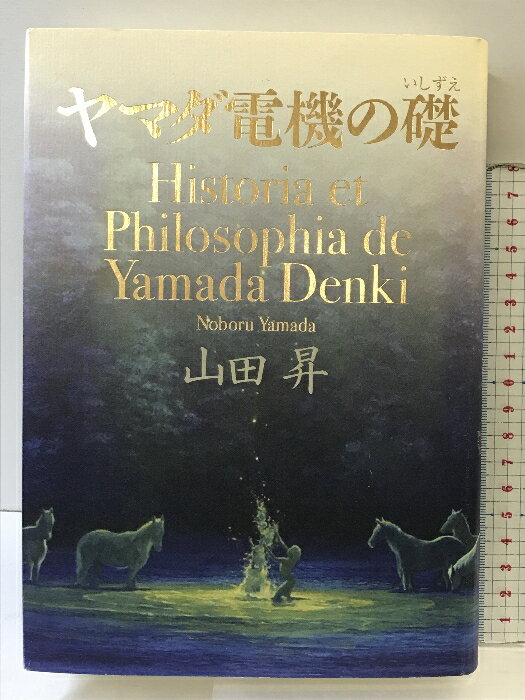 いしずえ
ヤマダ電機の礎
Historia et
Philosophia de
Yamada Denki
Noboru Yamada
山田 昇